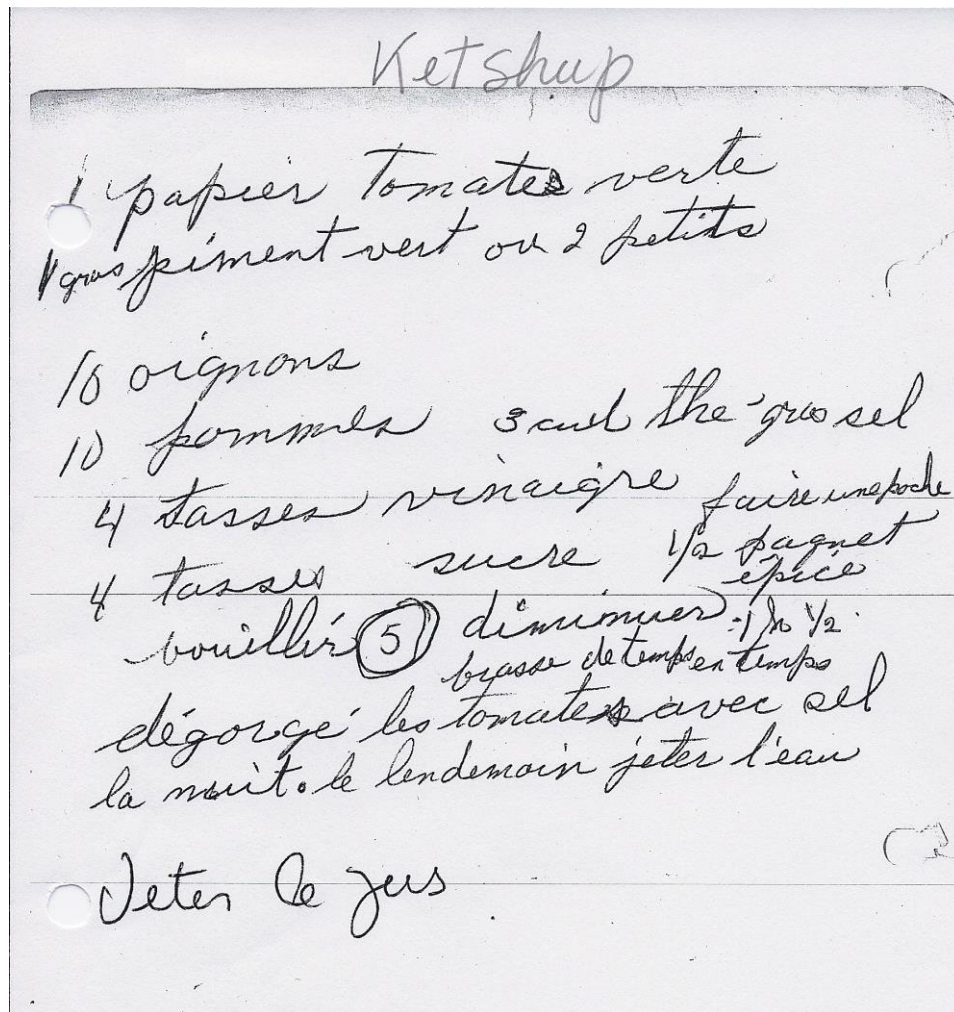 Ketshup
1 papier tomates verte
1 gros piment vert ou 2 petits
10 oignons
10 pommes 3 cuil thé gros sel
4 tasses vinaigre faire une poche
4 tasses sucre 1/2 paquet
épice
bouillir 5 diminuer 1 h 1/2
brasse de temps en temps
dégorgé les tomates avec sel
la nuit. le lendemain jeter l'eau
Jeter le jus